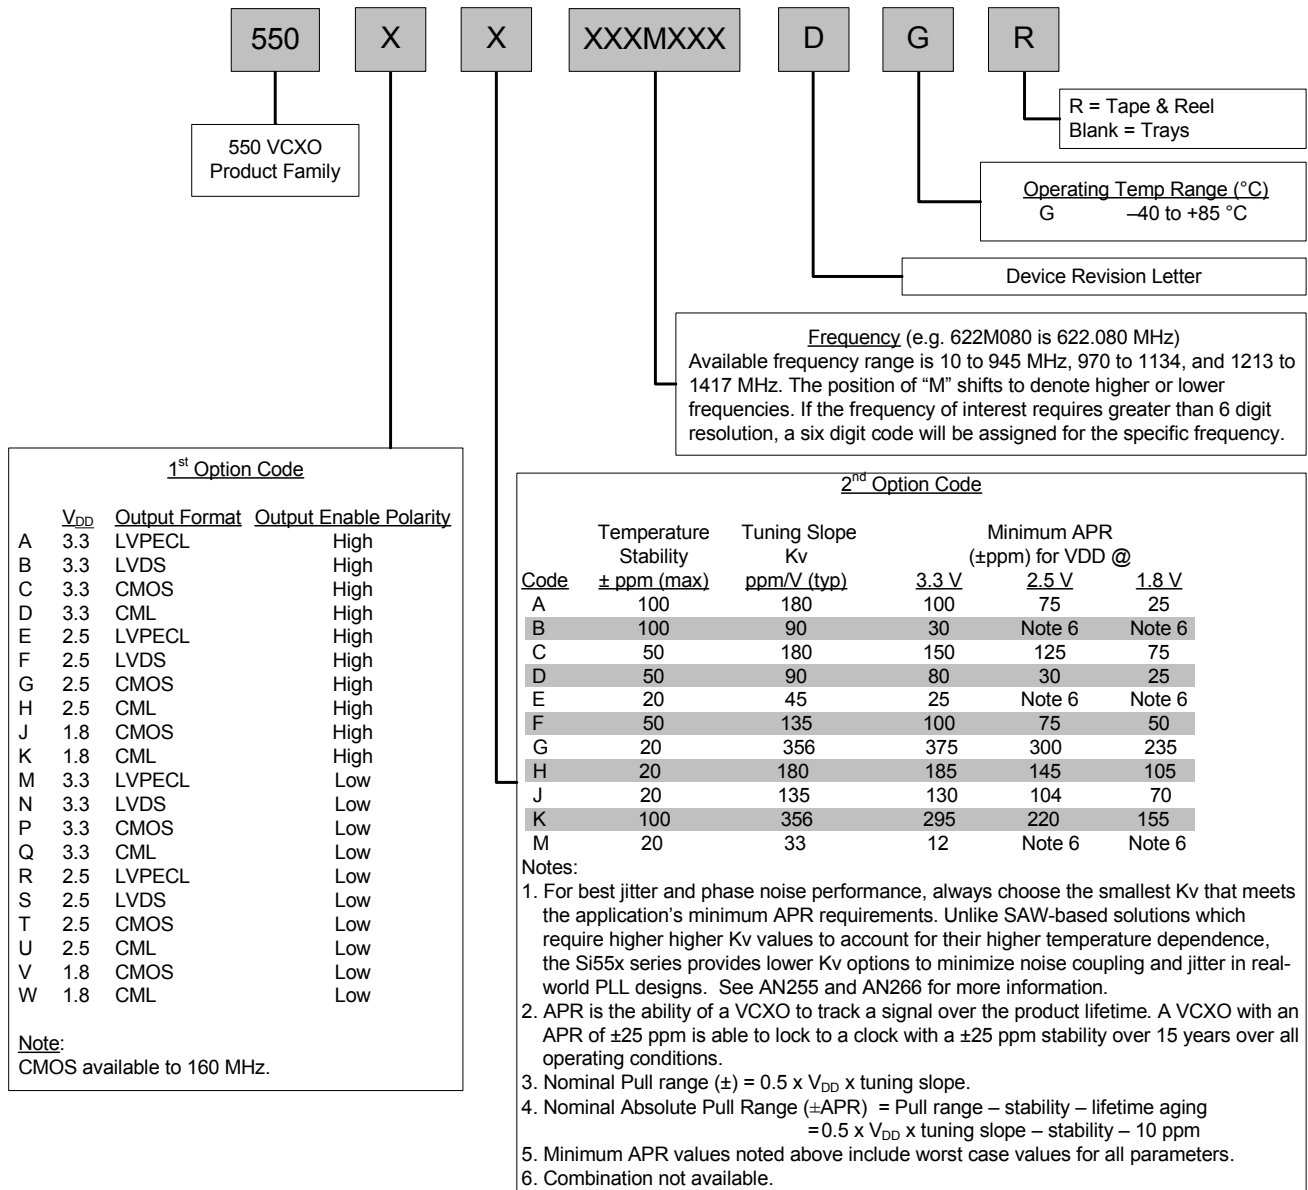 550 X X XXXMXXX D G R
550 VCXO
Product Family
R = Tape & Reel
Blank = Trays
Operating Temp Range (°C)
G –40 to +85 °C
Device Revision Letter
Frequency (e.g. 622M080 is 622.080 MHz)
Available frequency range is 10 to 945 MHz, 970 to 1134, and 1213 to
1417 MHz. The position of “M” shifts to denote higher or lower
frequencies. If the frequency of interest requires greater than 6 digit
resolution, a six digit code will be assigned for the specific frequency.
1st Option Code
VDD Output Format Output Enable Polarity
A 3.3 LVPECL High
B 3.3 LVDS High
C 3.3 CMOS High
D 3.3 CML High
E 2.5 LVPECL High
F 2.5 LVDS High
G 2.5 CMOS High
H 2.5 CML High
J 1.8 CMOS High
K 1.8 CML High
M 3.3 LVPECL Low
N 3.3 LVDS Low
P 3.3 CMOS Low
Q 3.3 CML Low
R 2.5 LVPECL Low
S 2.5 LVDS Low
T 2.5 CMOS Low
U 2.5 CML Low
V 1.8 CMOS Low
W 1.8 CML Low
Note:
CMOS available to 160 MHz.
2nd Option Code
Temperature Tuning Slope Minimum APR
Stability Kv (±ppm) for VDD @
Code ± ppm (max) ppm/V (typ) 3.3 V 2.5 V 1.8 V
A 100 180 100 75 25
B 100 90 30 Note 6 Note 6
C 50 180 150 125 75
D 50 90 80 30 25
E 20 45 25 Note 6 Note 6
F 50 135 100 75 50
G 20 356 375 300 235
H 20 180 185 145 105
J 20 135 130 104 70
K 100 356 295 220 155
M 20 33 12 Note 6 Note 6
Notes:
1. For best jitter and phase noise performance, always choose the smallest Kv that meets
the application’s minimum APR requirements. Unlike SAW-based solutions which
require higher higher Kv values to account for their higher temperature dependence,
the Si55x series provides lower Kv options to minimize noise coupling and jitter in real-
world PLL designs. See AN255 and AN266 for more information.
2. APR is the ability of a VCXO to track a signal over the product lifetime. A VCXO with an
APR of ±25 ppm is able to lock to a clock with a ±25 ppm stability over 15 years over all
operating conditions.
3. Nominal Pull range (±) = 0.5 x VDD x tuning slope.
4. Nominal Absolute Pull Range (±APR) = Pull range – stability – lifetime aging
= 0.5 x VDD x tuning slope – stability – 10 ppm
5. Minimum APR values noted above include worst case values for all parameters.
6. Combination not available.